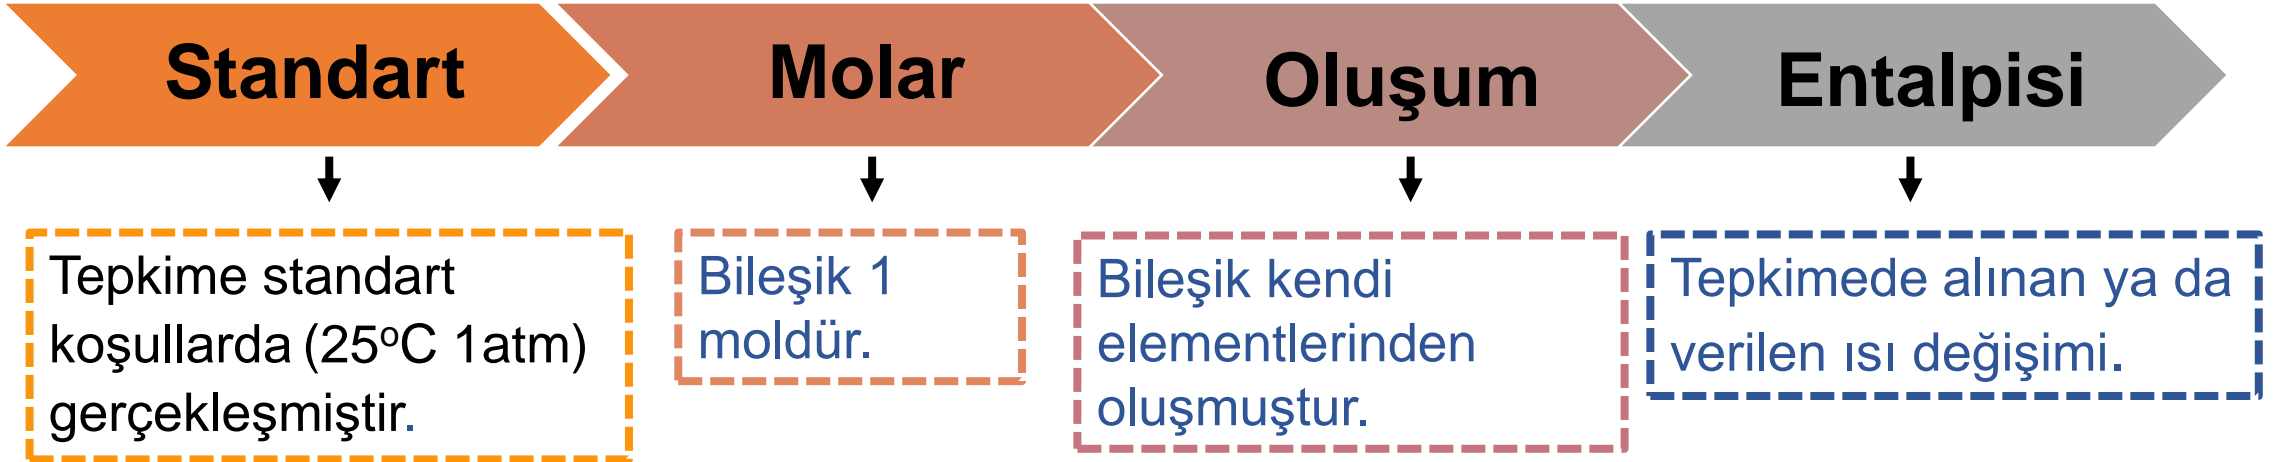 Standart
Molar
Oluşum
Entalpisi
Tepkime standart
koşullarda (25ºC 1atm)
gerçekleşmiştir.
Bileşik 1
moldür.
Bileşik kendi
elementlerinden
oluşmuştur.
Tepkimede alınan ya da
verilen ısı değişimi.